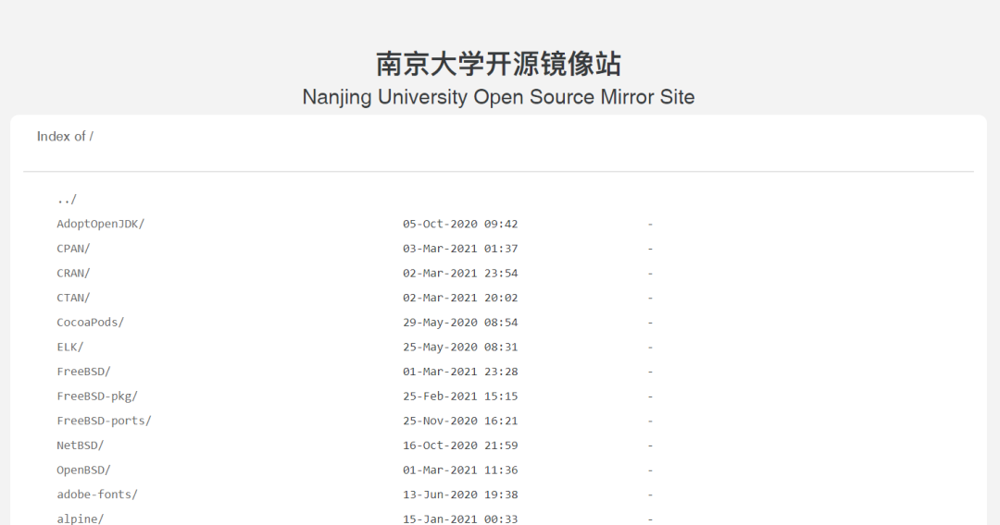 南京大学开源镜像站
Nanjing University Open Source Mirror Site
Index of /
../
AdoptOpenJDK/ 05-Oct-2020 09:42 -
CPAN/ 03-Mar-2021 01:37 -
CRAN/ 02-Mar-2021 23:54 -
CTAN/ 02-Mar-2021 20:02 -
CocoaPods/ 29-May-2020 08:54 -
ELK/ 25-May-2020 08:31 -
FreeBSD/ 01-Mar-2021 23:28 -
FreeBSD-pkg/ 25-Feb-2021 15:15 -
FreeBSD-ports/ 25-Nov-2020 16:21 -
NetBSD/ 16-Oct-2020 21:59 -
OpenBSD/ 01-Mar-2021 11:36 -
adobe-fonts/ 13-Jun-2020 19:38 -
alpine/ 15-Jan-2021 00:33 -